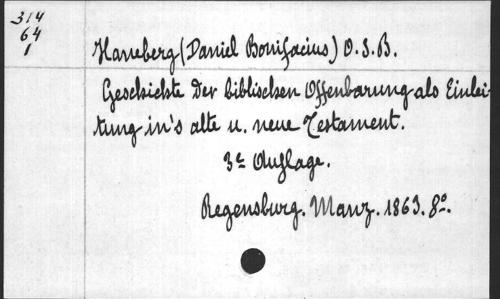 314
64
1
Haneberg (Daniel Bonifacius) O. S. B.
Geschichte der biblischen Offenbarung als Einlei-
tung in's alte u. neue Testament.
3te Auflage.
Regensburg. Manz. 1863. 8º.